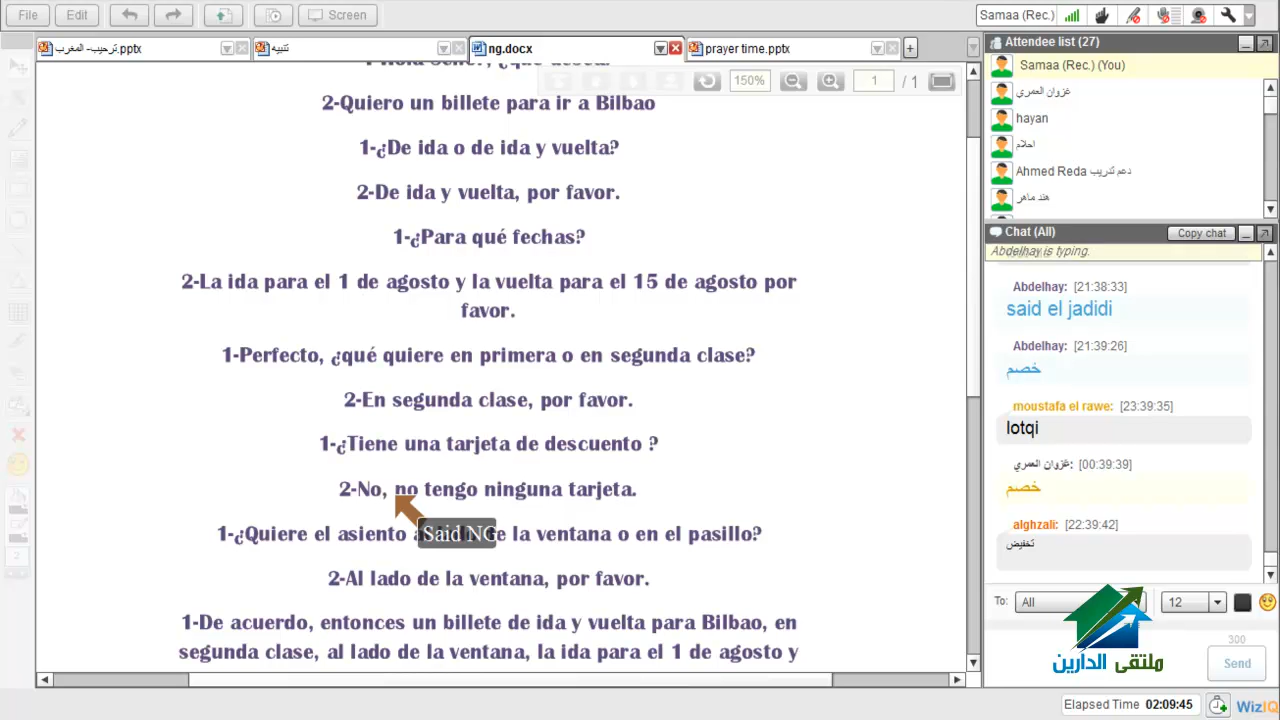 File
Edit
Screen
Samaa (Rec.)
ترحيب- المغرب.pptx
تنبيه
ng.docx
prayer time.pptx
150%
1
/ 1
2-Quiero un billete para ir a Bilbao
1-¿De ida o de ida y vuelta?
2-De ida y vuelta, por favor.
1-¿Para qué fechas?
2-La ida para el 1 de agosto y la vuelta para el 15 de agosto por
favor.
1-Perfecto, ¿qué quiere en primera o en segunda clase?
2-En segunda clase, por favor.
1-¿Tiene una tarjeta de descuento ?
2-No, no tengo ninguna tarjeta.
Said NG
1-¿Quiere el asiento la ventana o en el pasillo?
2-Al lado de la ventana, por favor.
1-De acuerdo, entonces un billete de ida y vuelta para Bilbao, en
segunda clase, al lado de la ventana, la ida para el 1 de agosto y
Attendee list (27)
Samaa (Rec.) (You)
غزوان العمري
hayan
احلام
Ahmed Reda دعم تدريب
هند ماهر
Chat (All)
Copy chat
Abdelhay is typing.
Abdelhay: [21:38:33]
said el jadidi
Abdelhay: [21:39:26]
خصم
moustafa el rawe: [23:39:35]
lotqi
غزوان العمري: [00:39:39]
خصم
alghzali: [22:39:42]
تخفيض
To:
All
12
300
Send
ملتقى الدارين
Elapsed Time 02:09:45
WizIQ